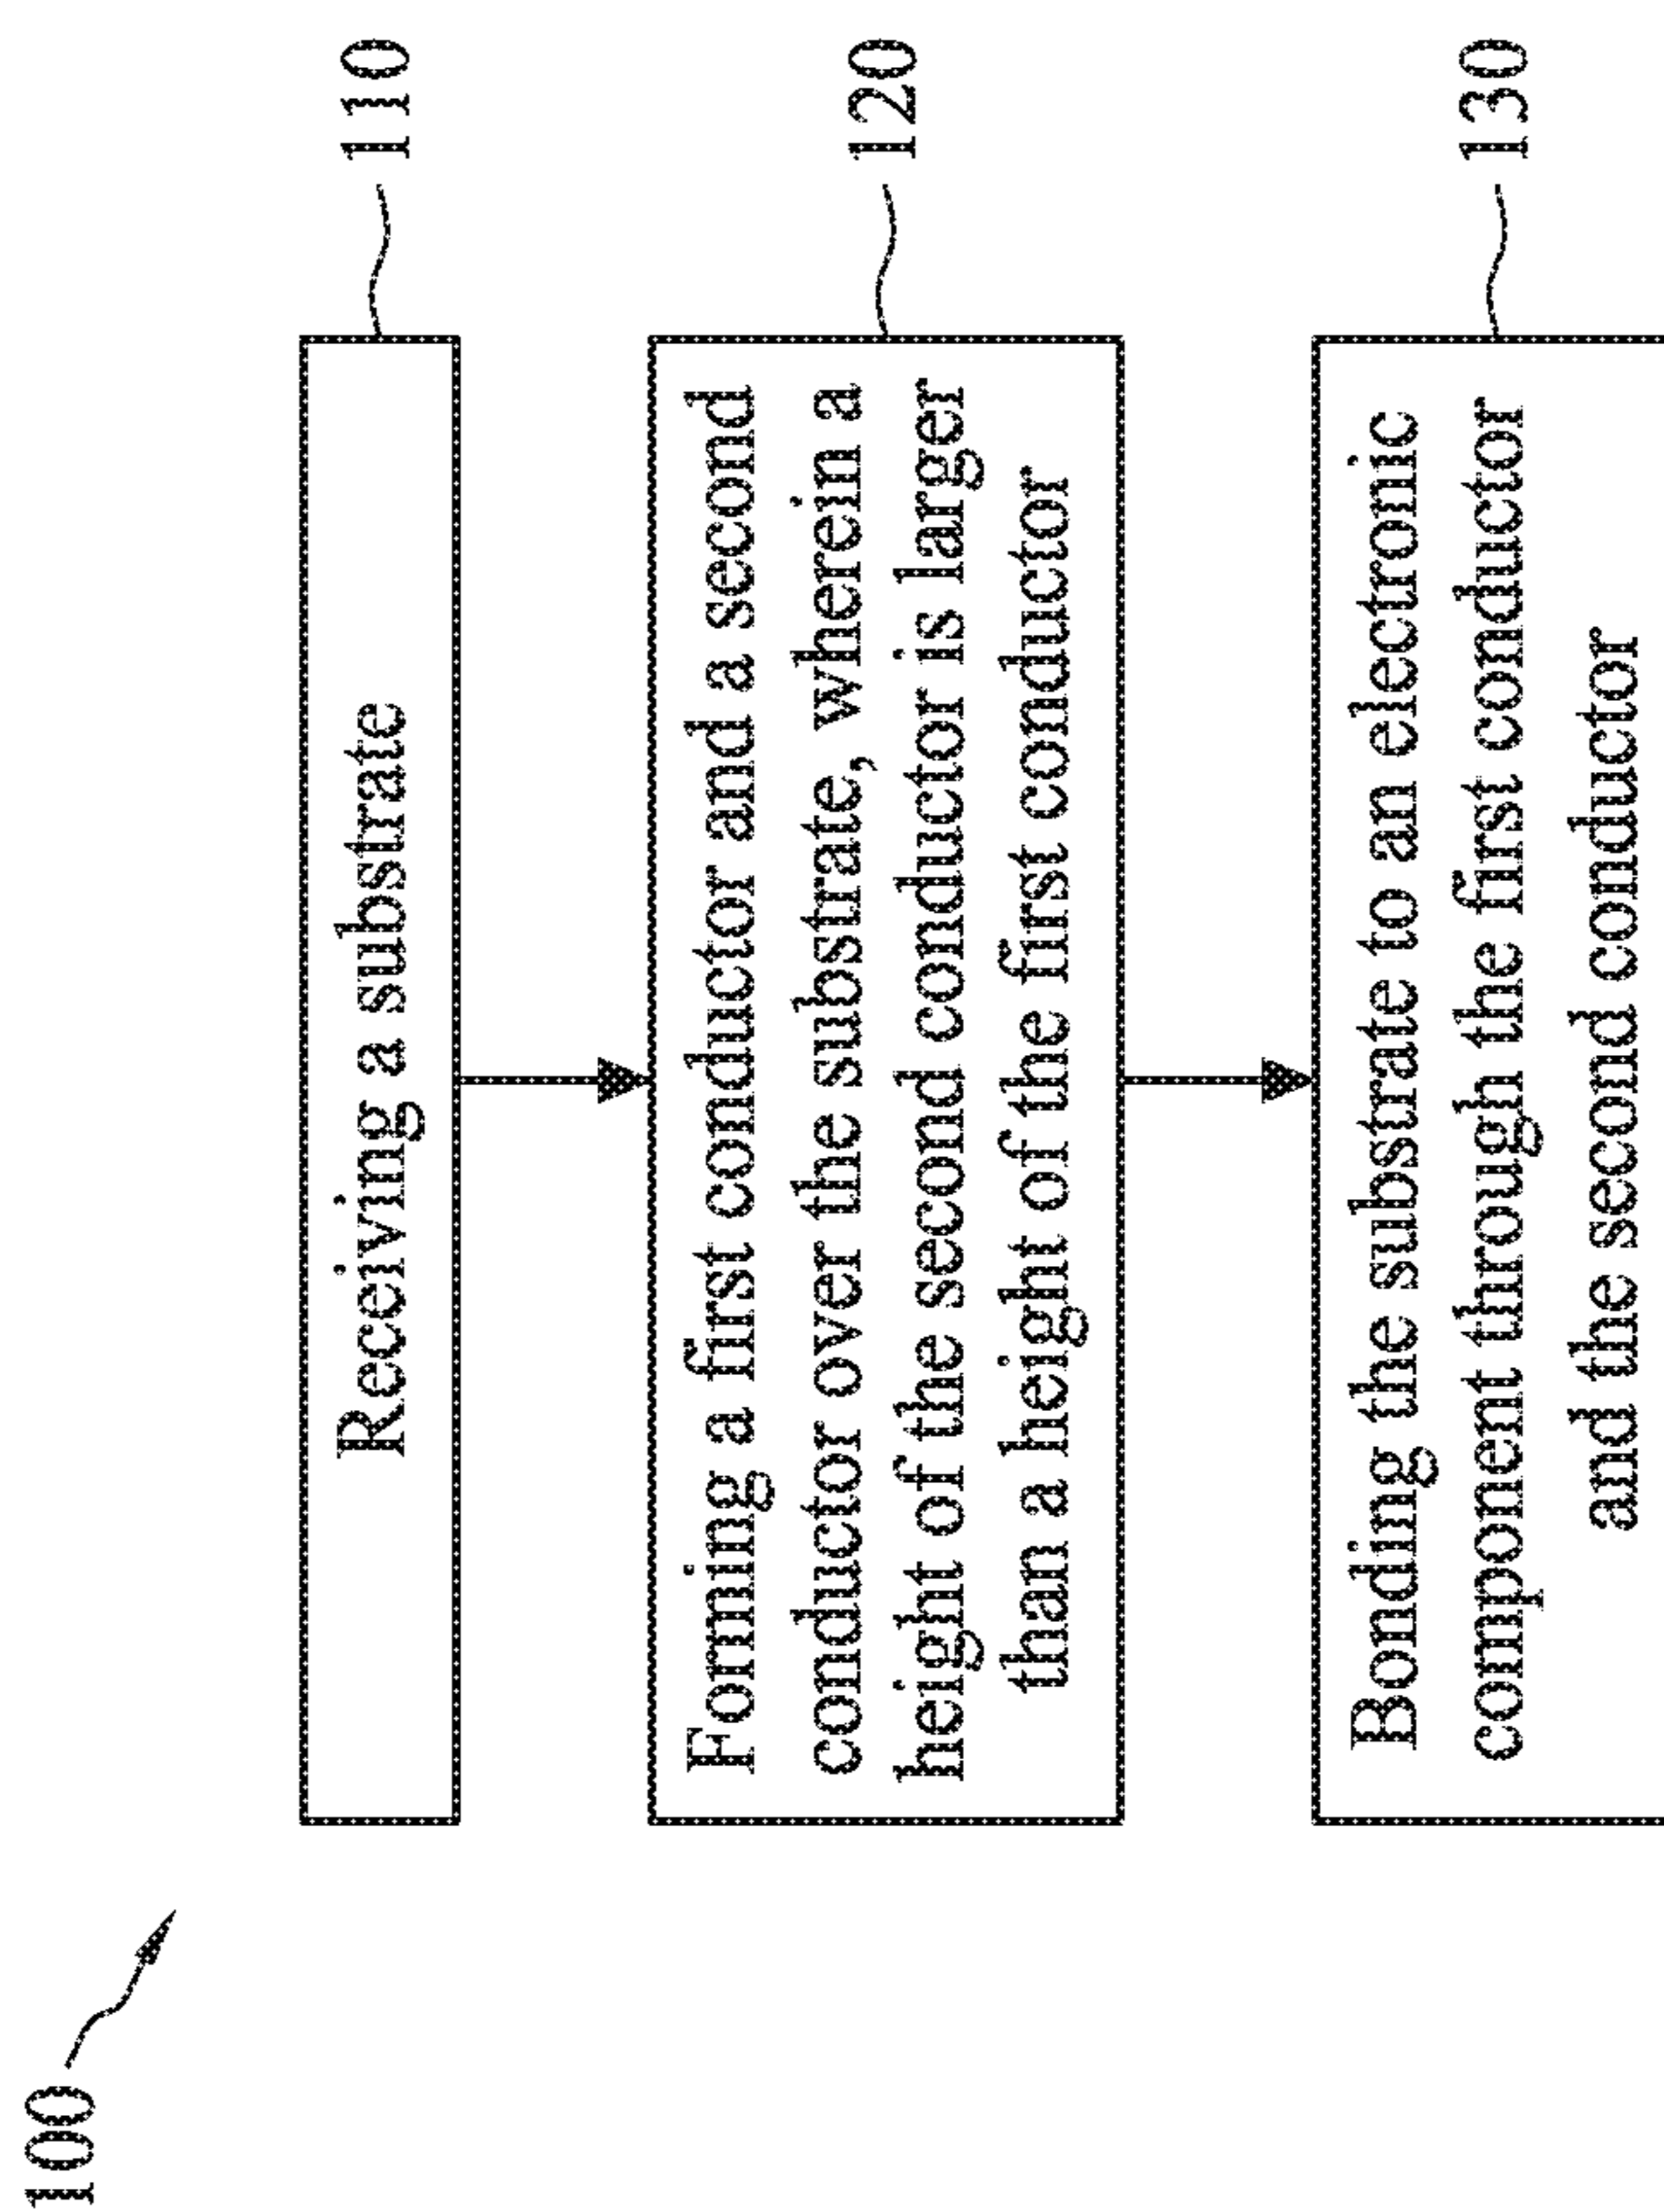 100
Receiving a substrate
110
Forming a first conductor and a second
conductor over the substrate, wherein a
height of the second conductor is larger
than a height of the first conductor
120
Bonding the substrate to an electronic
component through the first conductor
and the second conductor
130